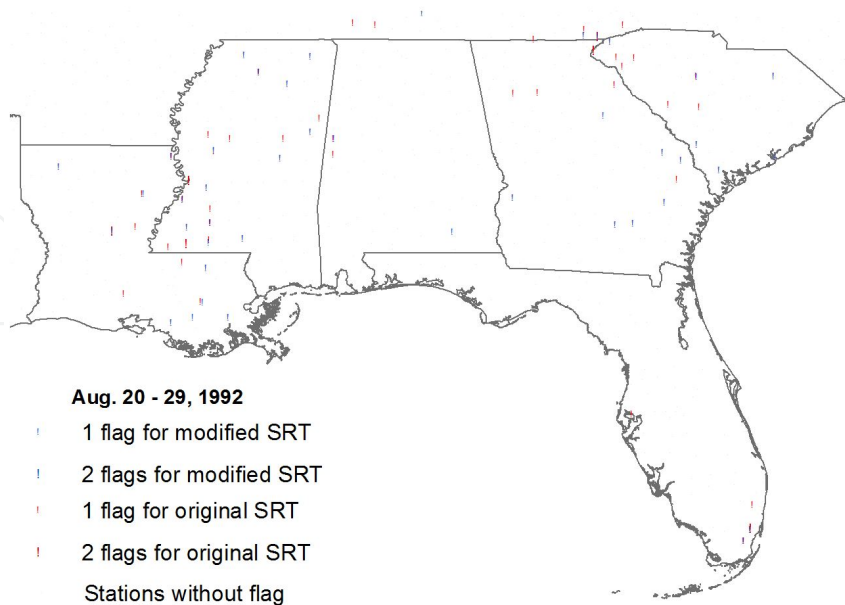 Aug. 20 - 29, 1992
1 flag for modified SRT
2 flags for modified SRT
1 flag for original SRT
2 flags for original SRT
Stations without flag